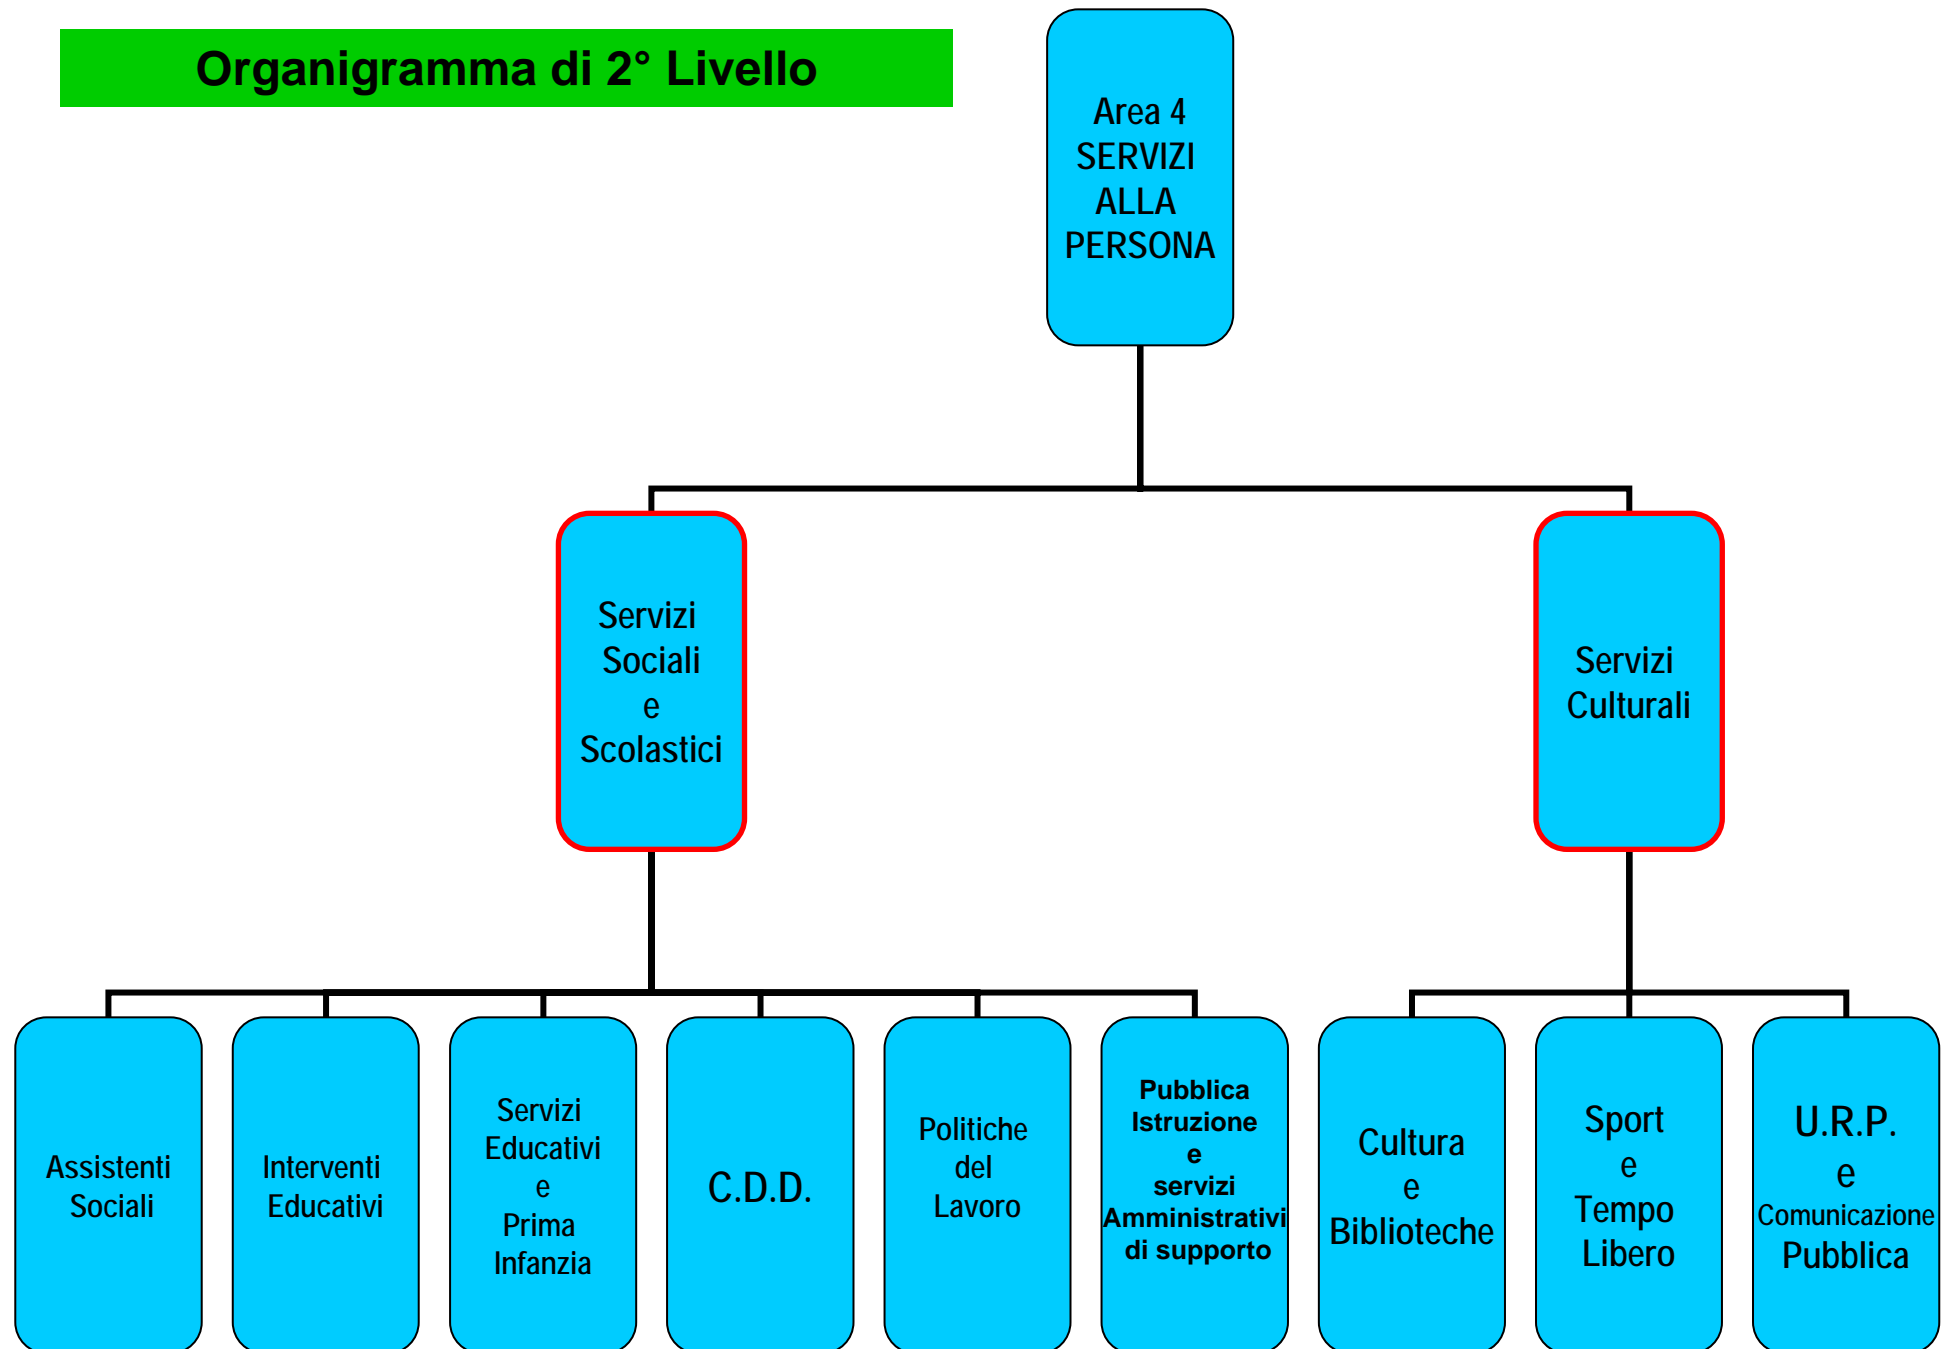 Organigramma di 2° Livello
Area 4
SERVIZI
ALLA
PERSONA
Servizi
Sociali
e
Scolastici
Servizi
Culturali
Assistenti
Sociali
Interventi
Educativi
Servizi
Educativi
e
Prima
Infanzia
C.D.D.
Politiche
del
Lavoro
Pubblica
Istruzione
e
servizi
Amministrativi
di supporto
Cultura
e
Biblioteche
Sport
e
Tempo
Libero
U.R.P.
e
Comunicazione
Pubblica